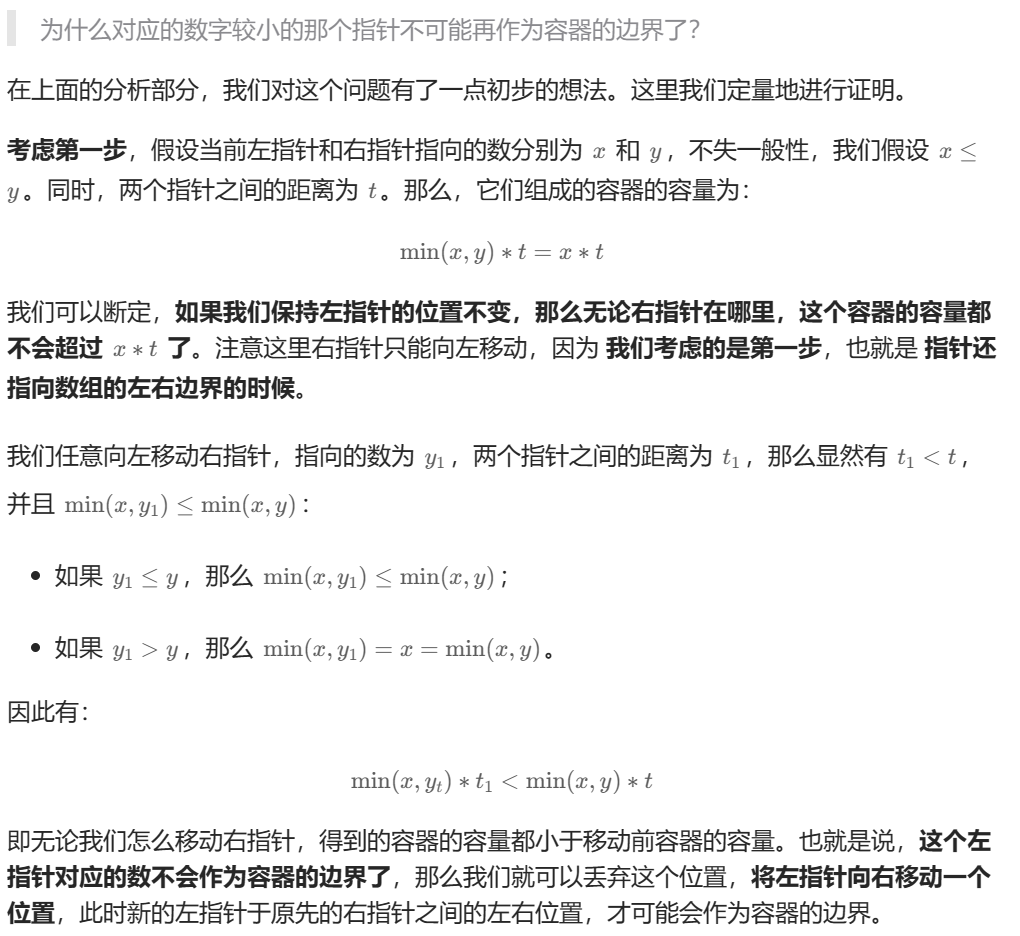 为什么对应的数字较小的那个指针不可能再作为容器的边界了？
在上面的分析部分，我们对这个问题有了一点初步的想法。这里我们定量地进行证明。
考虑第一步，假设当前左指针和右指针指向的数分别为 x 和 y，不失一般性，我们假设 x ≤
y。同时，两个指针之间的距离为 t。那么，它们组成的容器的容量为：
min(x, y) ∗ t = x ∗ t
我们可以断定，如果我们保持左指针的位置不变，那么无论右指针在哪里，这个容器的容量都
不会超过 x ∗ t 了。注意这里右指针只能向左移动，因为 我们考虑的是第一步，也就是 指针还
指向数组的左右边界的时候。
我们任意向左移动右指针，指向的数为 y₁，两个指针之间的距离为 t₁，那么显然有 t₁ < t，
并且 min(x, y₁) ≤ min(x, y)：
• 如果 y₁ ≤ y，那么 min(x, y₁) ≤ min(x, y)；
• 如果 y₁ > y，那么 min(x, y₁) = x = min(x, y)。
因此有：
min(x, yₜ) ∗ t₁ < min(x, y) ∗ t
即无论我们怎么移动右指针，得到的容器的容量都小于移动前容器的容量。也就是说，这个左
指针对应的数不会作为容器的边界了，那么我们就可以丢弃这个位置，将左指针向右移动一个
位置，此时新的左指针于原先的右指针之间的左右位置，才可能会作为容器的边界。